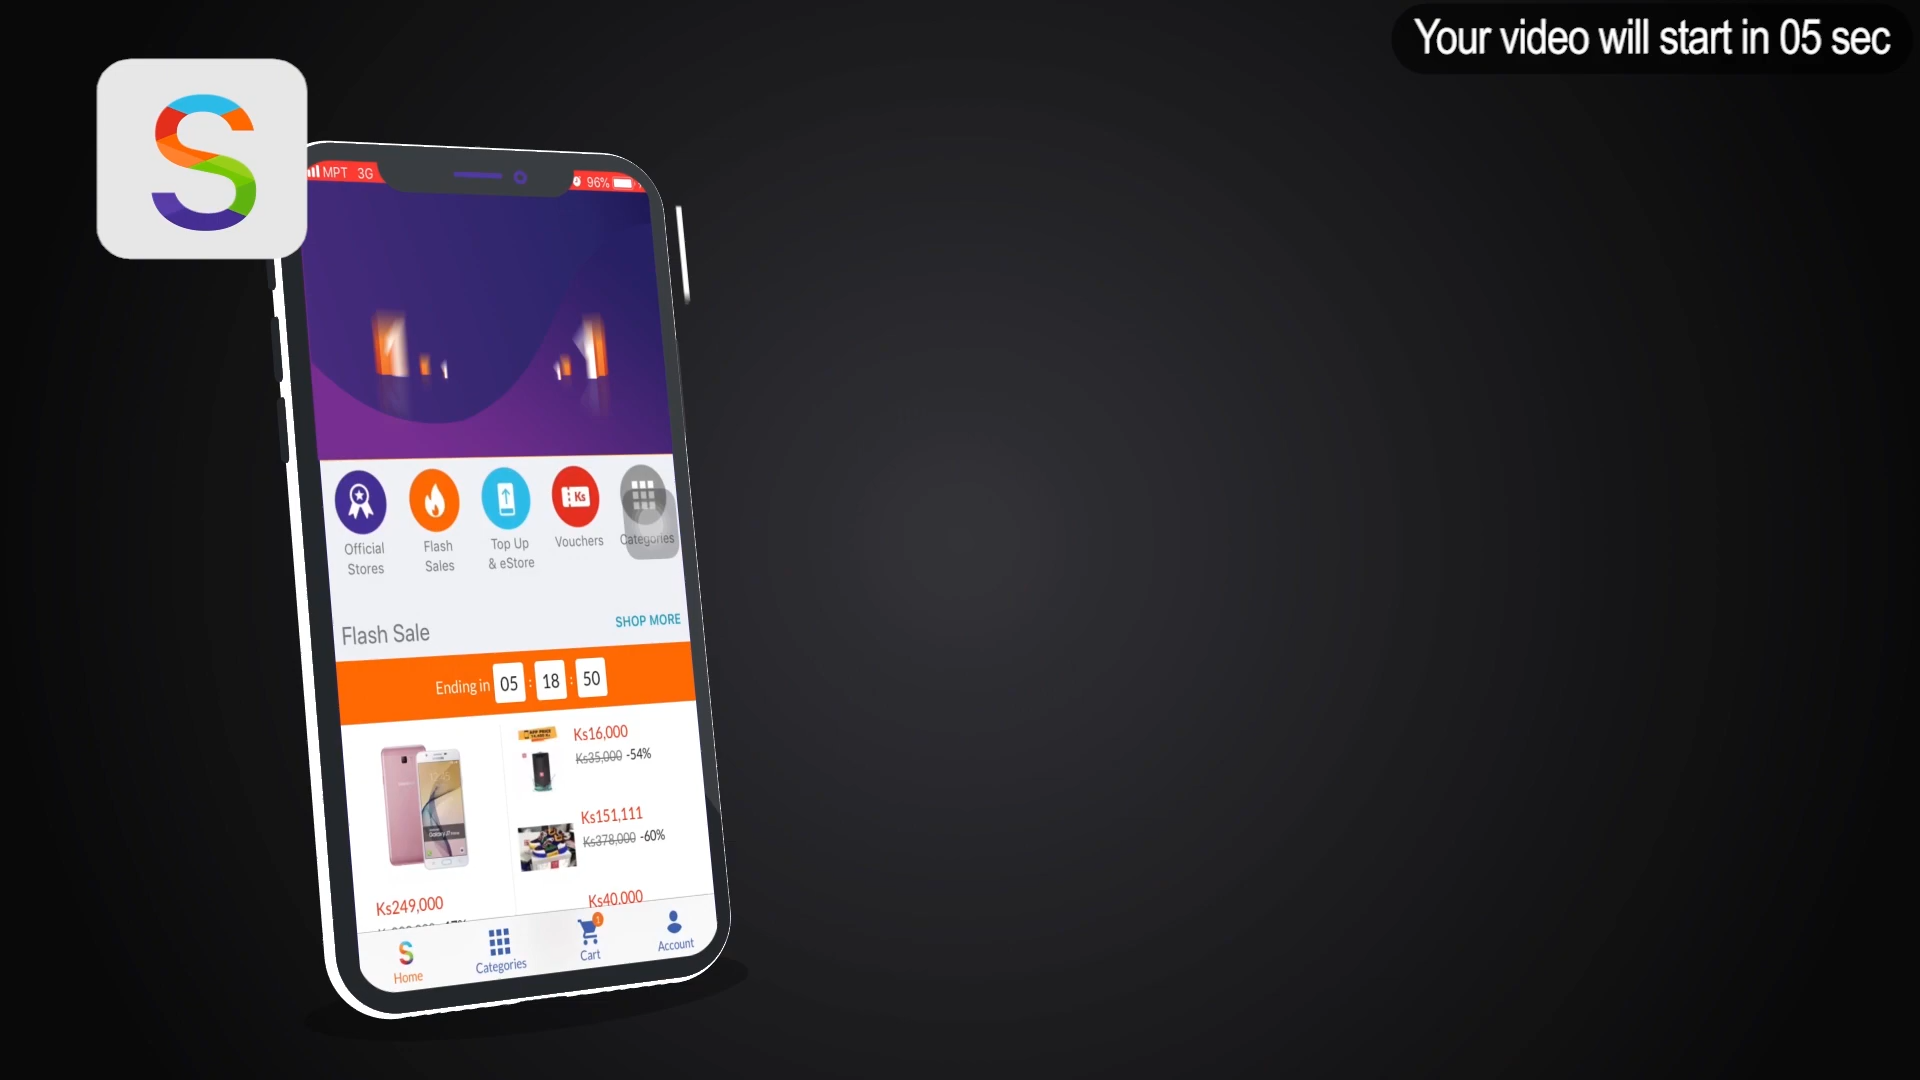 Your video will start in 05 sec
S
MPT 3G
96%
Official
Stores
Flash
Sales
Top Up
& eStore
Ks
Vouchers
Categories
Flash Sale
SHOP MORE
Ending in 05 : 18 : 50
Ks16,000
Ks35,000 -54%
Ks151,111
Ks378,000 -60%
Ks249,000
Ks40,000
1
Home
Categories
Cart
Account